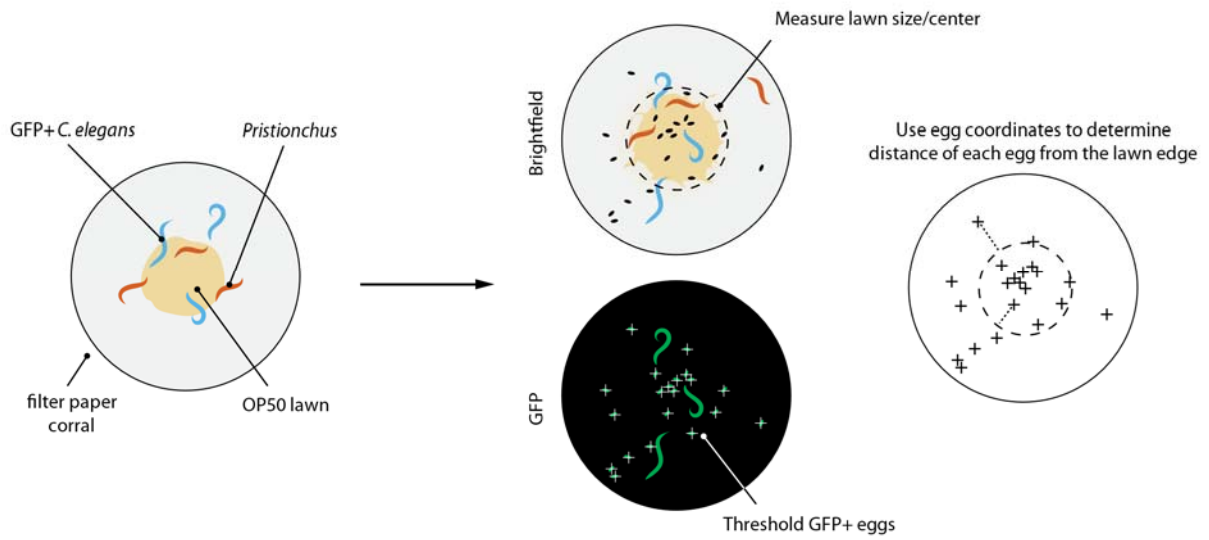 GFP+ C. elegans
Pristionchus
filter paper
corral
OP50 lawn
Brightfield
Measure lawn size/center
GFP
Threshold GFP+ eggs
Use egg coordinates to determine
distance of each egg from the lawn edge